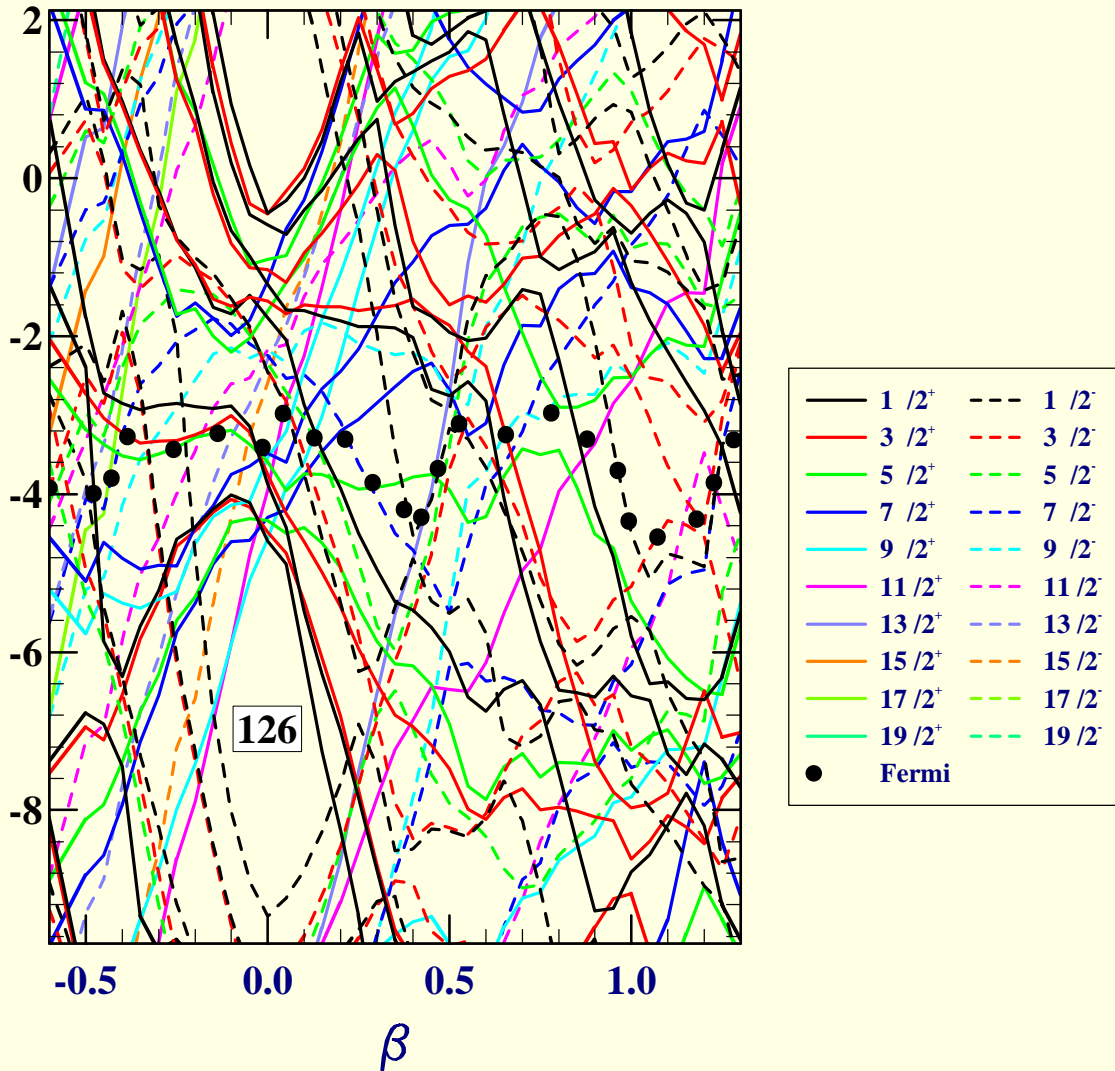 2
0
-2
-4
-6
-8
126
-0.5 0.0 0.5 1.0
β
1 /2⁺ 1 /2⁻
3 /2⁺ 3 /2⁻
5 /2⁺ 5 /2⁻
7 /2⁺ 7 /2⁻
9 /2⁺ 9 /2⁻
11 /2⁺ 11 /2⁻
13 /2⁺ 13 /2⁻
15 /2⁺ 15 /2⁻
17 /2⁺ 17 /2⁻
19 /2⁺ 19 /2⁻
Fermi